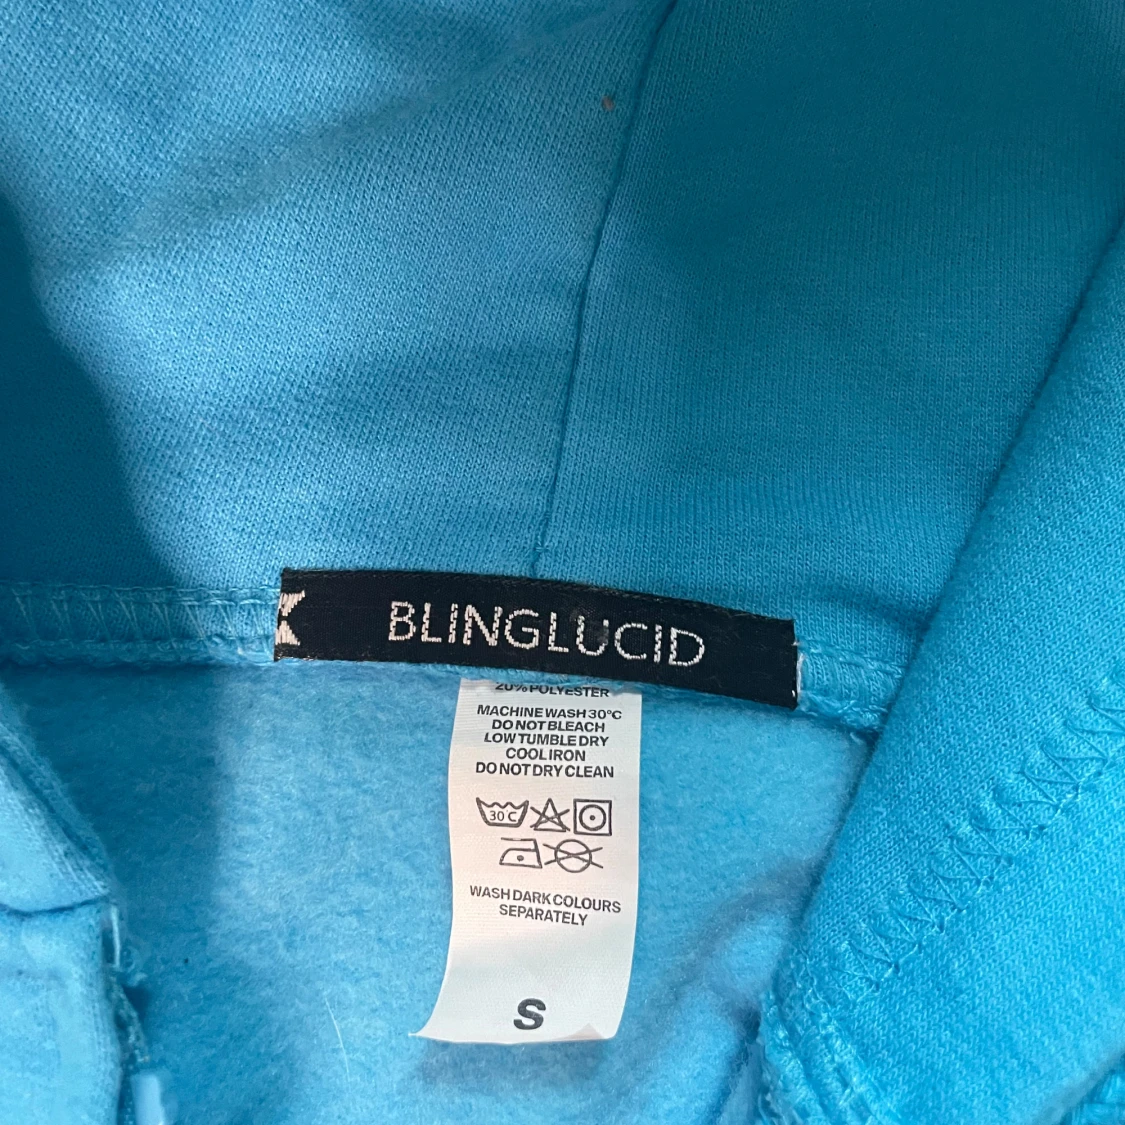 BLINGLUCID
20% POLYESTER
MACHINE WASH 30°C
DO NOT BLEACH
LOW TUMBLE DRY
COOL IRON
DO NOT DRY CLEAN
30°C
WASH DARK COLOURS
SEPARATELY
S